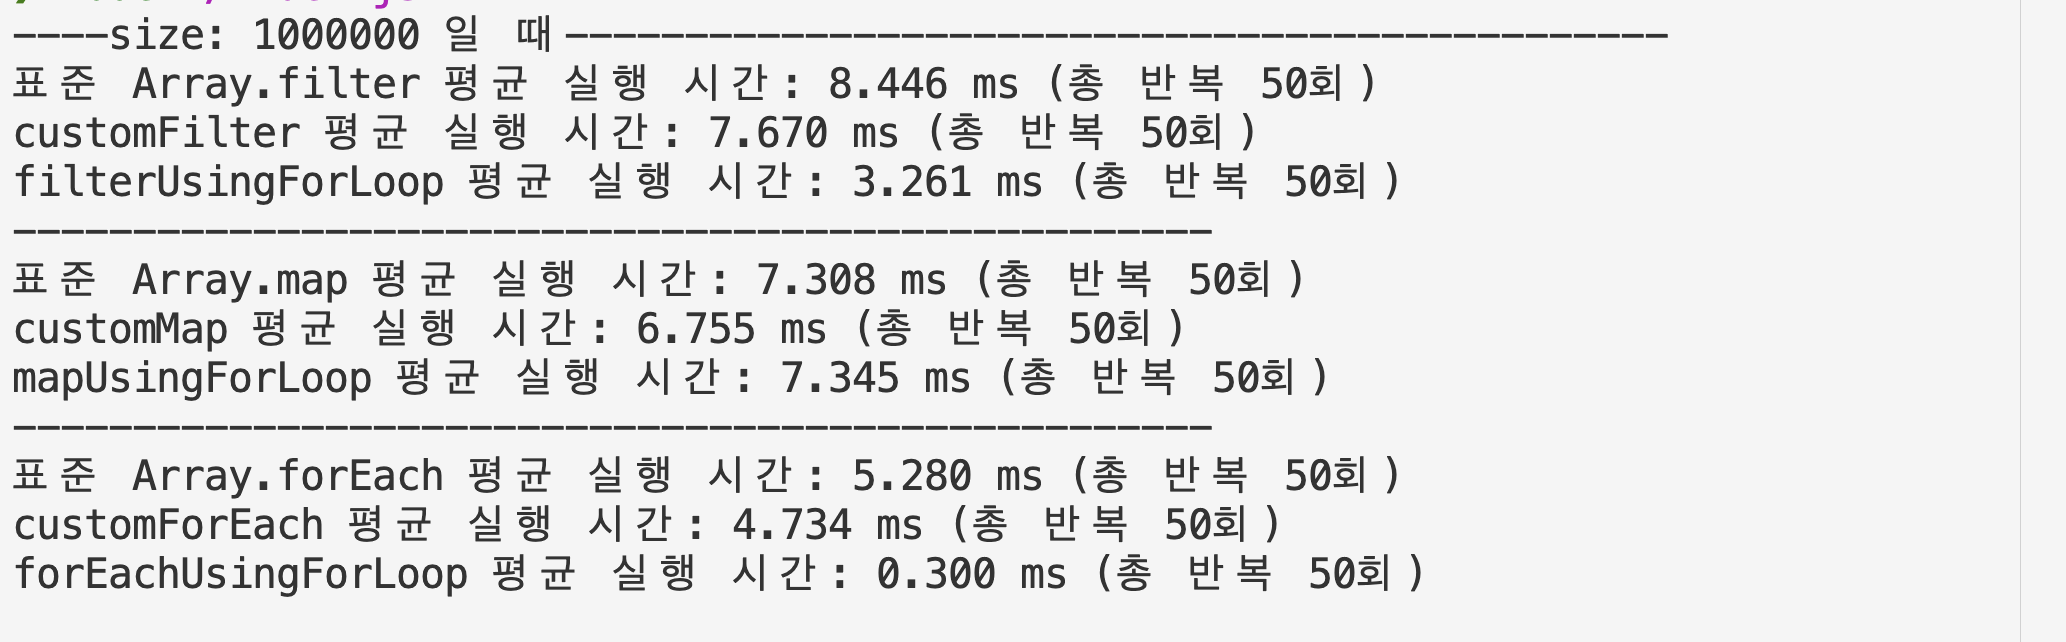 ----size: 1000000 일 때----------------------------------------------
표준 Array.filter 평균 실행 시간: 8.446 ms (총 반복 50회)
customFilter 평균 실행 시간: 7.670 ms (총 반복 50회)
filterUsingForLoop 평균 실행 시간: 3.261 ms (총 반복 50회)
--------------------------------------------------
표준 Array.map 평균 실행 시간: 7.308 ms (총 반복 50회)
customMap 평균 실행 시간: 6.755 ms (총 반복 50회)
mapUsingForLoop 평균 실행 시간: 7.345 ms (총 반복 50회)
--------------------------------------------------
표준 Array.forEach 평균 실행 시간: 5.280 ms (총 반복 50회)
customForEach 평균 실행 시간: 4.734 ms (총 반복 50회)
forEachUsingForLoop 평균 실행 시간: 0.300 ms (총 반복 50회)